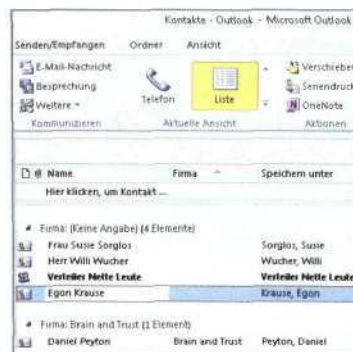 Kontakte - Outlook - Microsoft Outlook
Senden/Empfangen Ordner Ansicht
E-Mail-Nachricht
Besprechung
Weitere
Kommunizieren
Telefon
Liste
Aktuelle Ansicht
Verschieben
Seriendruck
OneNote
Aktionen
Name Firma Speichern unter
Hier klicken, um Kontakt ...
Firma: (Keine Angabe) (4 Elemente)
Frau Susie Sorglos Sorglos, Susie
Herr Willi Wucher Wucher, Willi
Verteiler Nette Leute Verteiler Nette Leute
Egon Krause Krause, Egon
Firma: Brain and Trust (1 Element)
Daniel Peyton Brain and Trust Peyton, Daniel